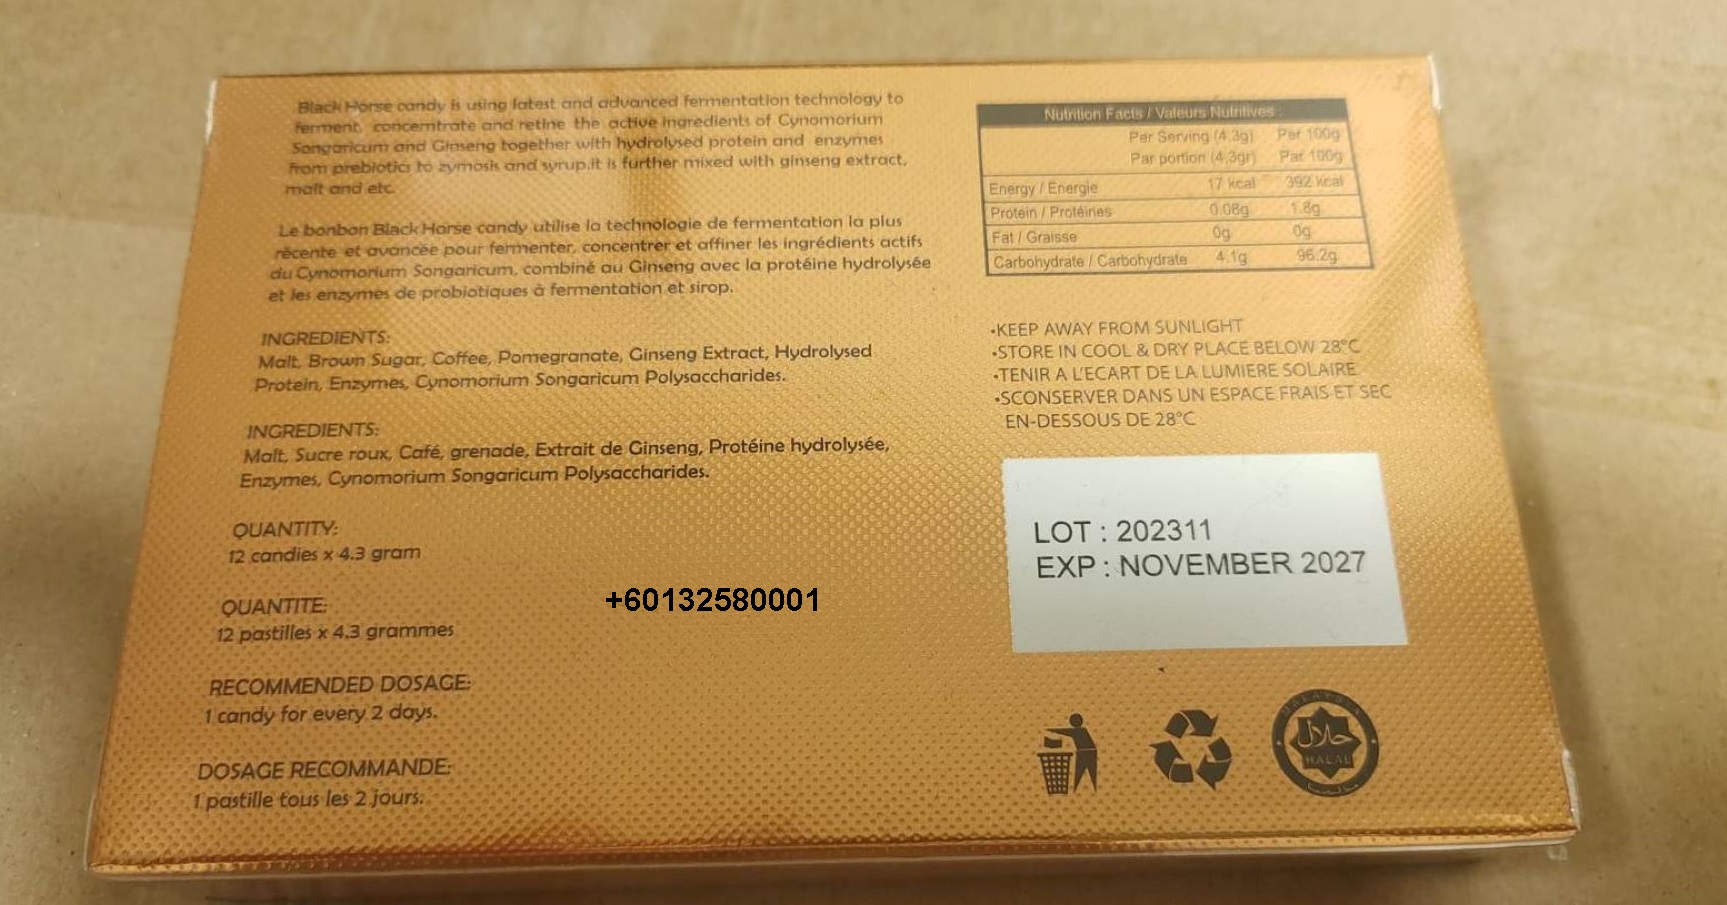 Black Horse candy is using latest and advanced fermentation technology to
ferment, concemtrate and retine the active ingredients of Cynomorium
Songaricum and Ginseng together with hydrolysed protein and enzymes
from prebiotics to zymosis and syrup.it is further mixed with ginseng extract,
malt and etc.
Le bonbon Black Horse candy utilise la technologie de fermentation la plus
récente et avancée pour fermenter, concentrer et affiner les ingrédients actifs
du Cynomorium Songaricum, combiné au Ginseng avec la protéine hydrolysée
et les enzymes de probiotiques à fermentation et sirop.
INGREDIENTS:
Malt, Brown Sugar, Coffee, Pomegranate, Ginseng Extract, Hydrolysed
Protein, Enzymes, Cynomorium Songaricum Polysaccharides.
INGREDIENTS:
Malt, Sucre roux, Café, grenade, Extrait de Ginseng, Protéine hydrolysée,
Enzymes, Cynomorium Songaricum Polysaccharides.
QUANTITY:
12 candies x 4.3 gram
QUANTITE:
12 pastilles x 4.3 grammes
RECOMMENDED DOSAGE:
1 candy for every 2 days.
DOSAGE RECOMMANDE:
1 pastille tous les 2 jours.
+60132580001
Nutrition Facts / Valeurs Nutritives :
Per Serving (4.3g) Per 100g
Par portion (4,3gr) Par 100g
Energy / Energie 17 kcal 392 kcal
Protein / Protéines 0.08g 1.8g
Fat / Graisse 0g 0g
Carbohydrate / Carbohydrate 4.1g 96.2g
•KEEP AWAY FROM SUNLIGHT
•STORE IN COOL & DRY PLACE BELOW 28°C
•TENIR A L'ECART DE LA LUMIERE SOLAIRE
•SCONSERVER DANS UN ESPACE FRAIS ET SEC
EN-DESSOUS DE 28°C
LOT : 202311
EXP : NOVEMBER 2027
MALAYSIA
حلال
HALAL